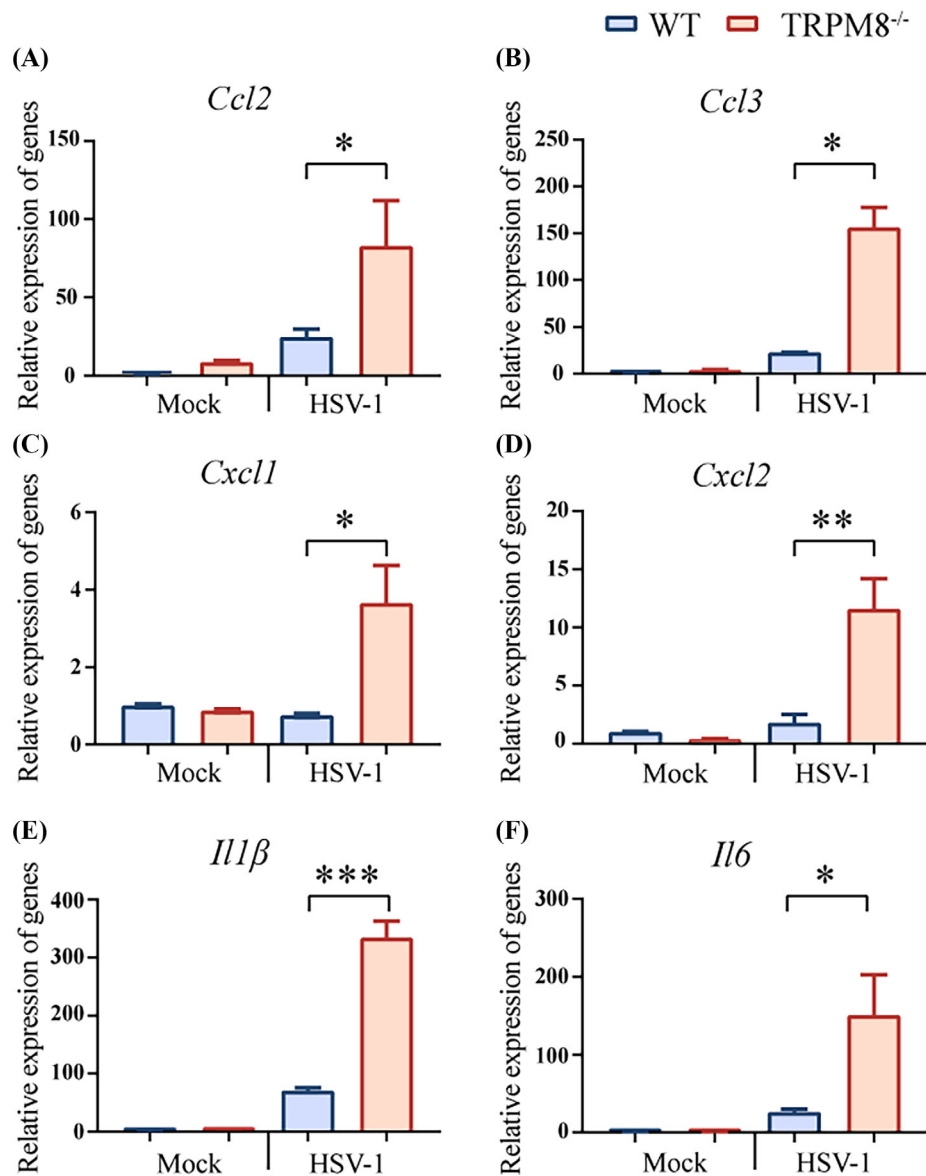 WT TRPM8-/-
(A)
Ccl2
Relative expression of genes
150
100
50
0
*
Mock HSV-1
(B)
Ccl3
Relative expression of genes
250
200
150
100
50
0
*
Mock HSV-1
(C)
Cxcl1
Relative expression of genes
6
4
2
0
*
Mock HSV-1
(D)
Cxcl2
Relative expression of genes
20
15
10
5
0
**
Mock HSV-1
(E)
Il1β
Relative expression of genes
400
300
200
100
0
***
Mock HSV-1
(F)
Il6
Relative expression of genes
300
200
100
0
*
Mock HSV-1